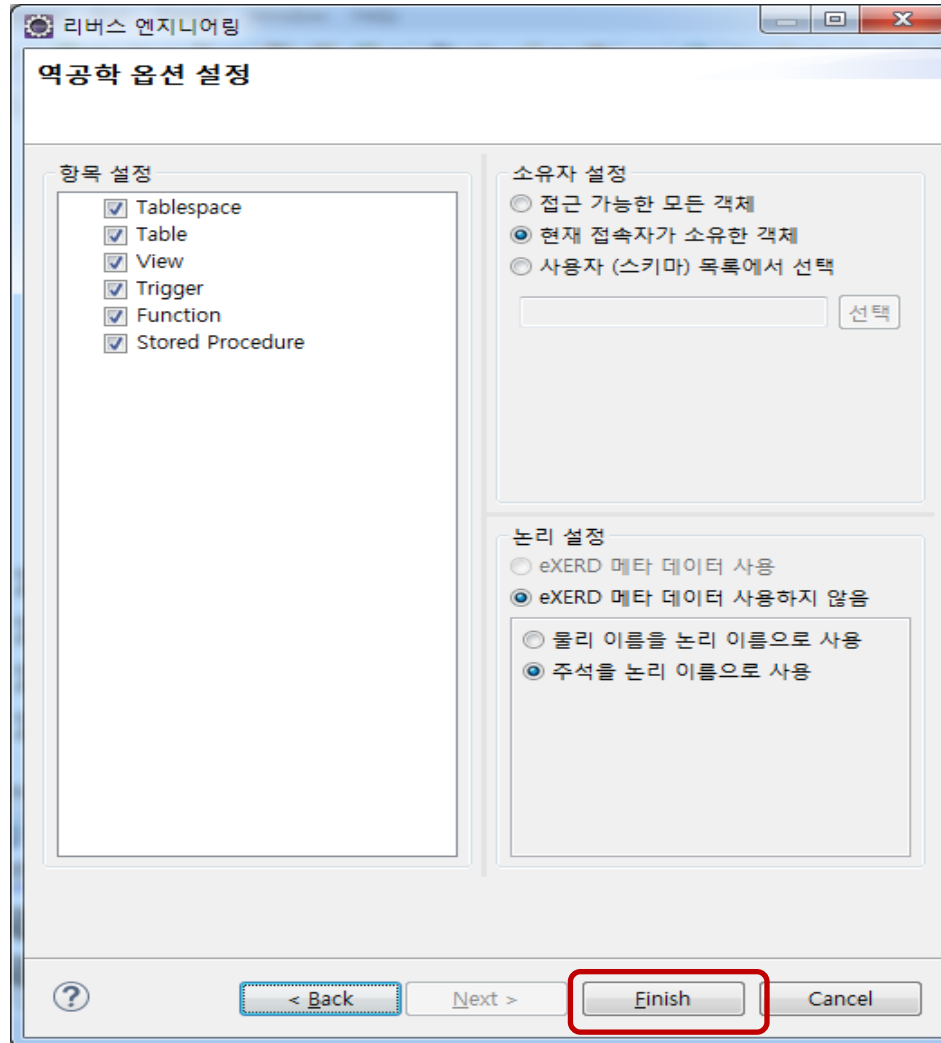 리버스 엔지니어링
역공학 옵션 설정
항목 설정
Tablespace
Table
View
Trigger
Function
Stored Procedure
소유자 설정
접근 가능한 모든 객체
현재 접속자가 소유한 객체
사용자 (스키마) 목록에서 선택
선택
논리 설정
eXERD 메타 데이터 사용
eXERD 메타 데이터 사용하지 않음
물리 이름을 논리 이름으로 사용
주석을 논리 이름으로 사용
? < Back Next > Finish Cancel